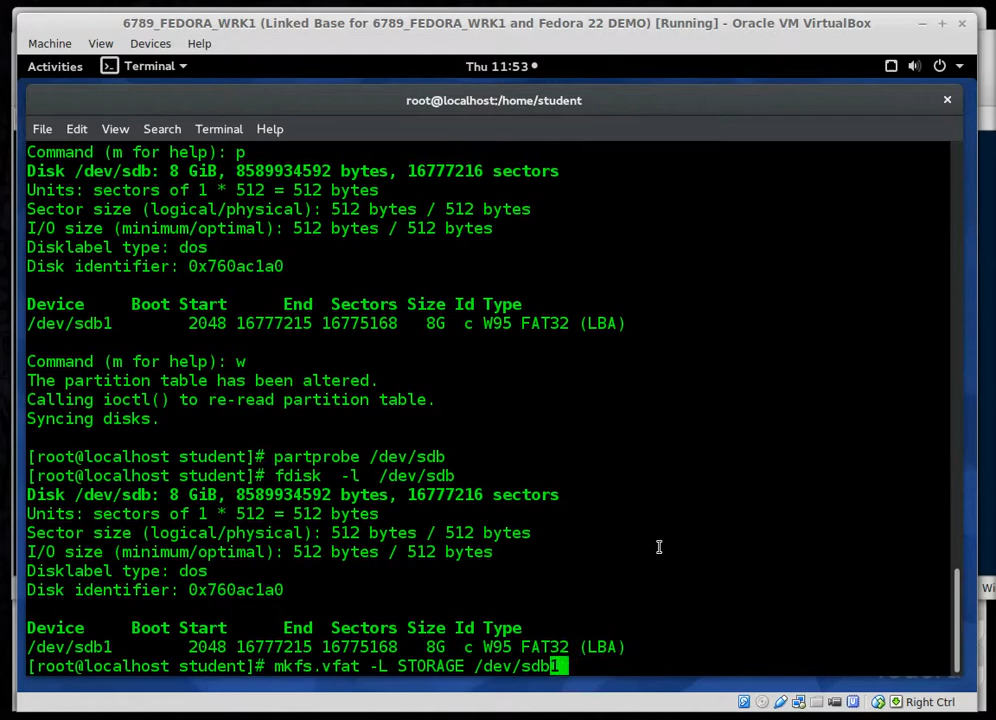 6789_FEDORA_WRK1 (Linked Base for 6789_FEDORA_WRK1 and Fedora 22 DEMO) [Running] - Oracle VM VirtualBox
Machine View Devices Help
Activities Terminal Thu 11:53
root@localhost:/home/student
File Edit View Search Terminal Help
Command (m for help): p
Disk /dev/sdb: 8 GiB, 8589934592 bytes, 16777216 sectors
Units: sectors of 1 * 512 = 512 bytes
Sector size (logical/physical): 512 bytes / 512 bytes
I/O size (minimum/optimal): 512 bytes / 512 bytes
Disklabel type: dos
Disk identifier: 0x760ac1a0
Device Boot Start End Sectors Size Id Type
/dev/sdb1 2048 16777215 16775168 8G c W95 FAT32 (LBA)
Command (m for help): w
The partition table has been altered.
Calling ioctl() to re-read partition table.
Syncing disks.
[root@localhost student]# partprobe /dev/sdb
[root@localhost student]# fdisk -l /dev/sdb
Disk /dev/sdb: 8 GiB, 8589934592 bytes, 16777216 sectors
Units: sectors of 1 * 512 = 512 bytes
Sector size (logical/physical): 512 bytes / 512 bytes
I/O size (minimum/optimal): 512 bytes / 512 bytes
Disklabel type: dos
Disk identifier: 0x760ac1a0
Device Boot Start End Sectors Size Id Type
/dev/sdb1 2048 16777215 16775168 8G c W95 FAT32 (LBA)
[root@localhost student]# mkfs.vfat -L STORAGE /dev/sdb1
Right Ctrl